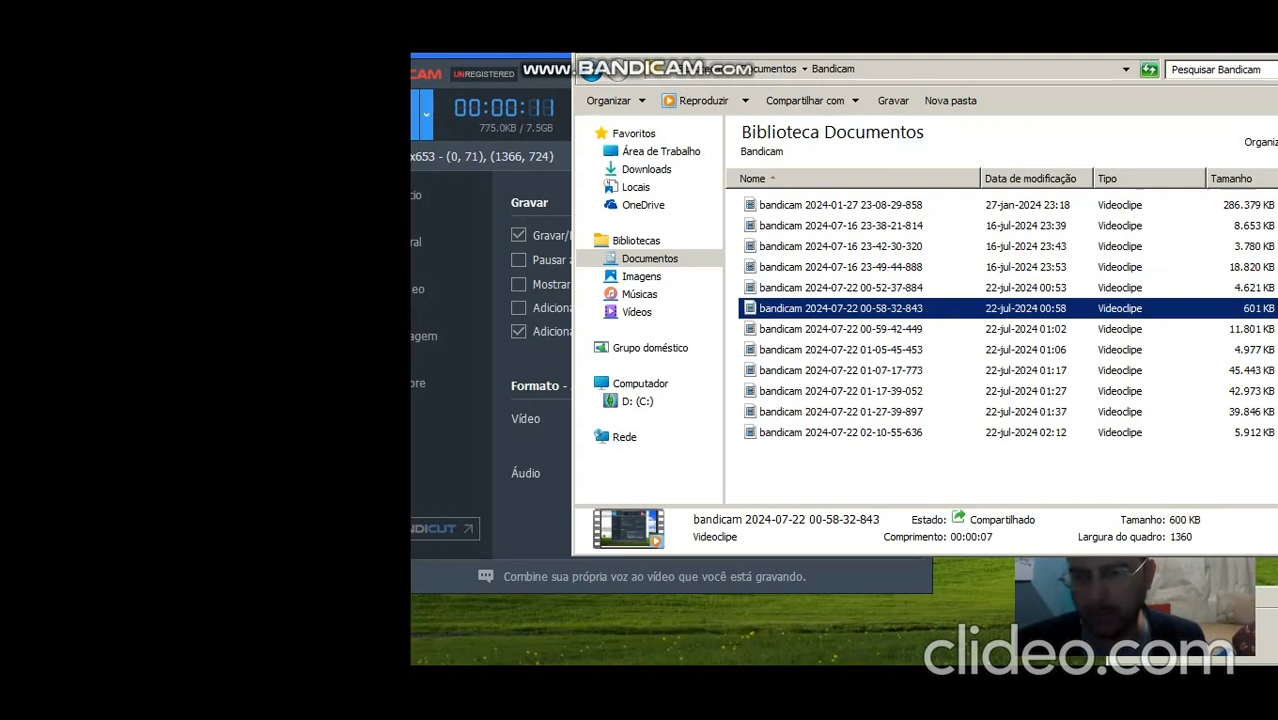 www.BANDICAM.com
CAM UNREGISTERED
ocumentos Bandicam
Pesquisar Bandicam
00:00:11
775.0KB / 7.5GB
x653 - (0, 71), (1366, 724)
Organizar Reproduzir Compartilhar com Gravar Nova pasta
Biblioteca Documentos
Bandicam
Organiz
Favoritos
Área de Trabalho
Downloads
Locais
OneDrive
Bibliotecas
Documentos
Imagens
Músicas
Vídeos
Grupo doméstico
Computador
D: (C:)
Rede
Nome Data de modificação Tipo Tamanho
bandicam 2024-01-27 23-08-29-858 27-jan-2024 23:18 Videoclipe 286.379 KB
bandicam 2024-07-16 23-38-21-814 16-jul-2024 23:39 Videoclipe 8.653 KB
bandicam 2024-07-16 23-42-30-320 16-jul-2024 23:43 Videoclipe 3.780 KB
bandicam 2024-07-16 23-49-44-888 16-jul-2024 23:53 Videoclipe 18.820 KB
bandicam 2024-07-22 00-52-37-884 22-jul-2024 00:53 Videoclipe 4.621 KB
bandicam 2024-07-22 00-58-32-843 22-jul-2024 00:58 Videoclipe 601 KB
bandicam 2024-07-22 00-59-42-449 22-jul-2024 01:02 Videoclipe 11.801 KB
bandicam 2024-07-22 01-05-45-453 22-jul-2024 01:06 Videoclipe 4.977 KB
bandicam 2024-07-22 01-07-17-773 22-jul-2024 01:17 Videoclipe 45.443 KB
bandicam 2024-07-22 01-17-39-052 22-jul-2024 01:27 Videoclipe 42.973 KB
bandicam 2024-07-22 01-27-39-897 22-jul-2024 01:37 Videoclipe 39.846 KB
bandicam 2024-07-22 02-10-55-636 22-jul-2024 02:12 Videoclipe 5.912 KB
cio
ral
eo
agem
bre
Gravar
Gravar/
Pausar a
Mostrar
Adiciona
Adiciona
Formato -
Vídeo
Áudio
NDICUT
bandicam 2024-07-22 00-58-32-843 Estado: Compartilhado Tamanho: 600 KB
Videoclipe Comprimento: 00:00:07 Largura do quadro: 1360
Combine sua própria voz ao vídeo que você está gravando.
clideo.com